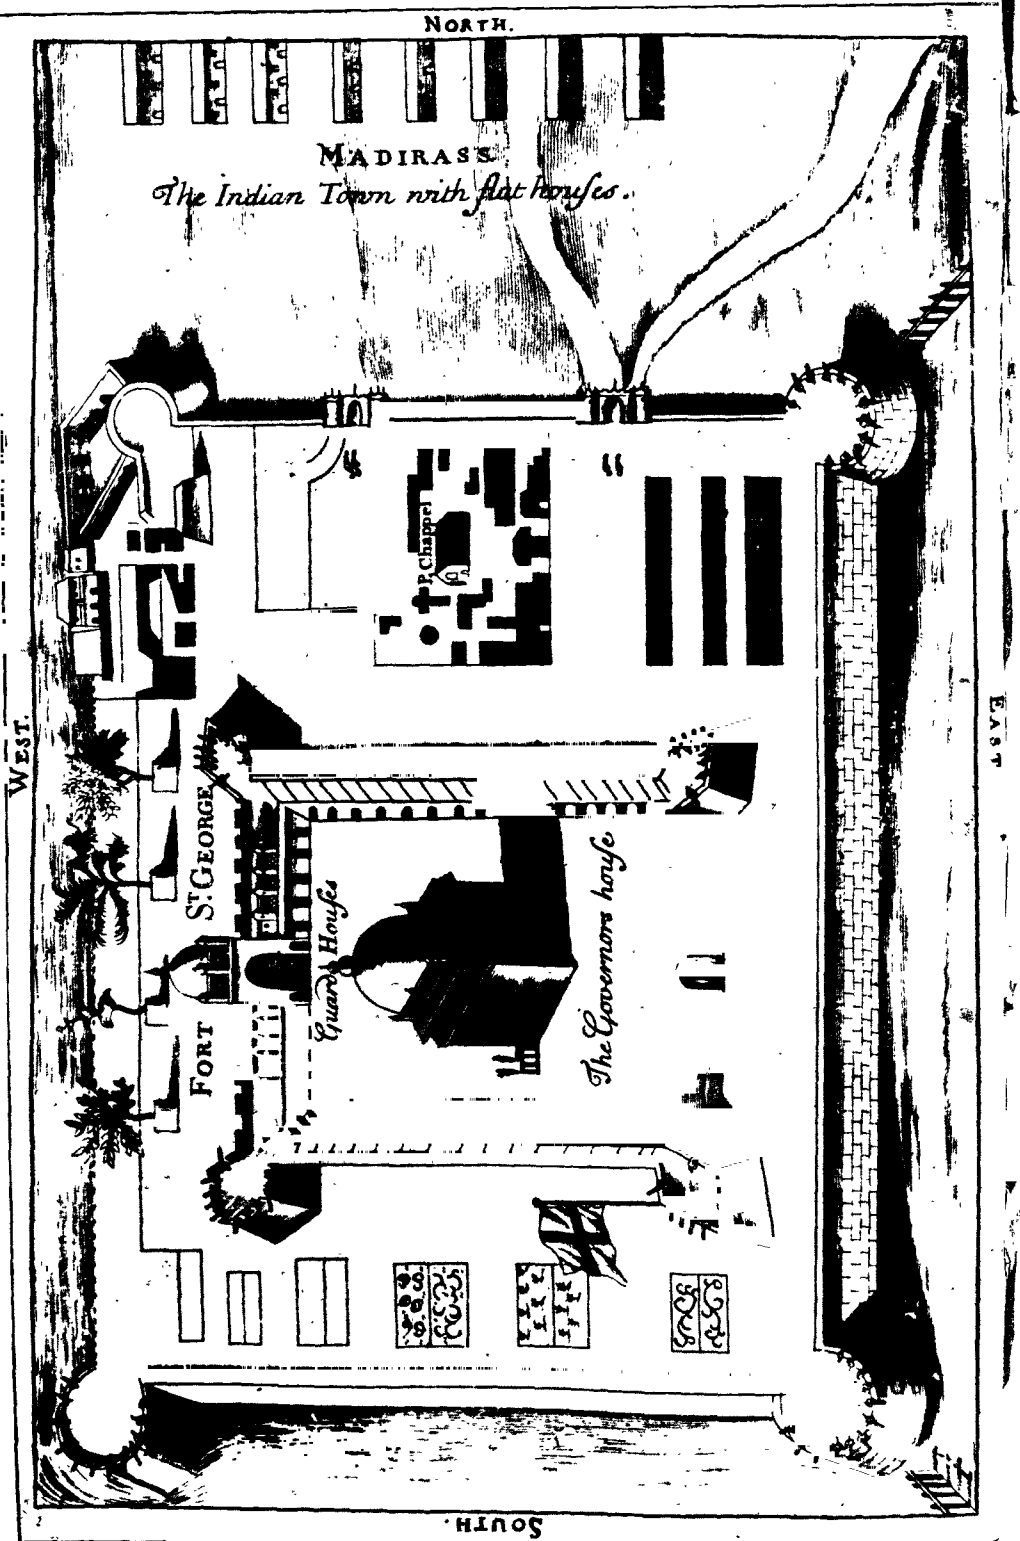 NORTH.
MADIRASS
The Indian Town with flat houſes.
P. Chappel
WEST.
EAST
FORT ST. GEORGE
Guard Houſes
The Governors houſe
SOUTH.